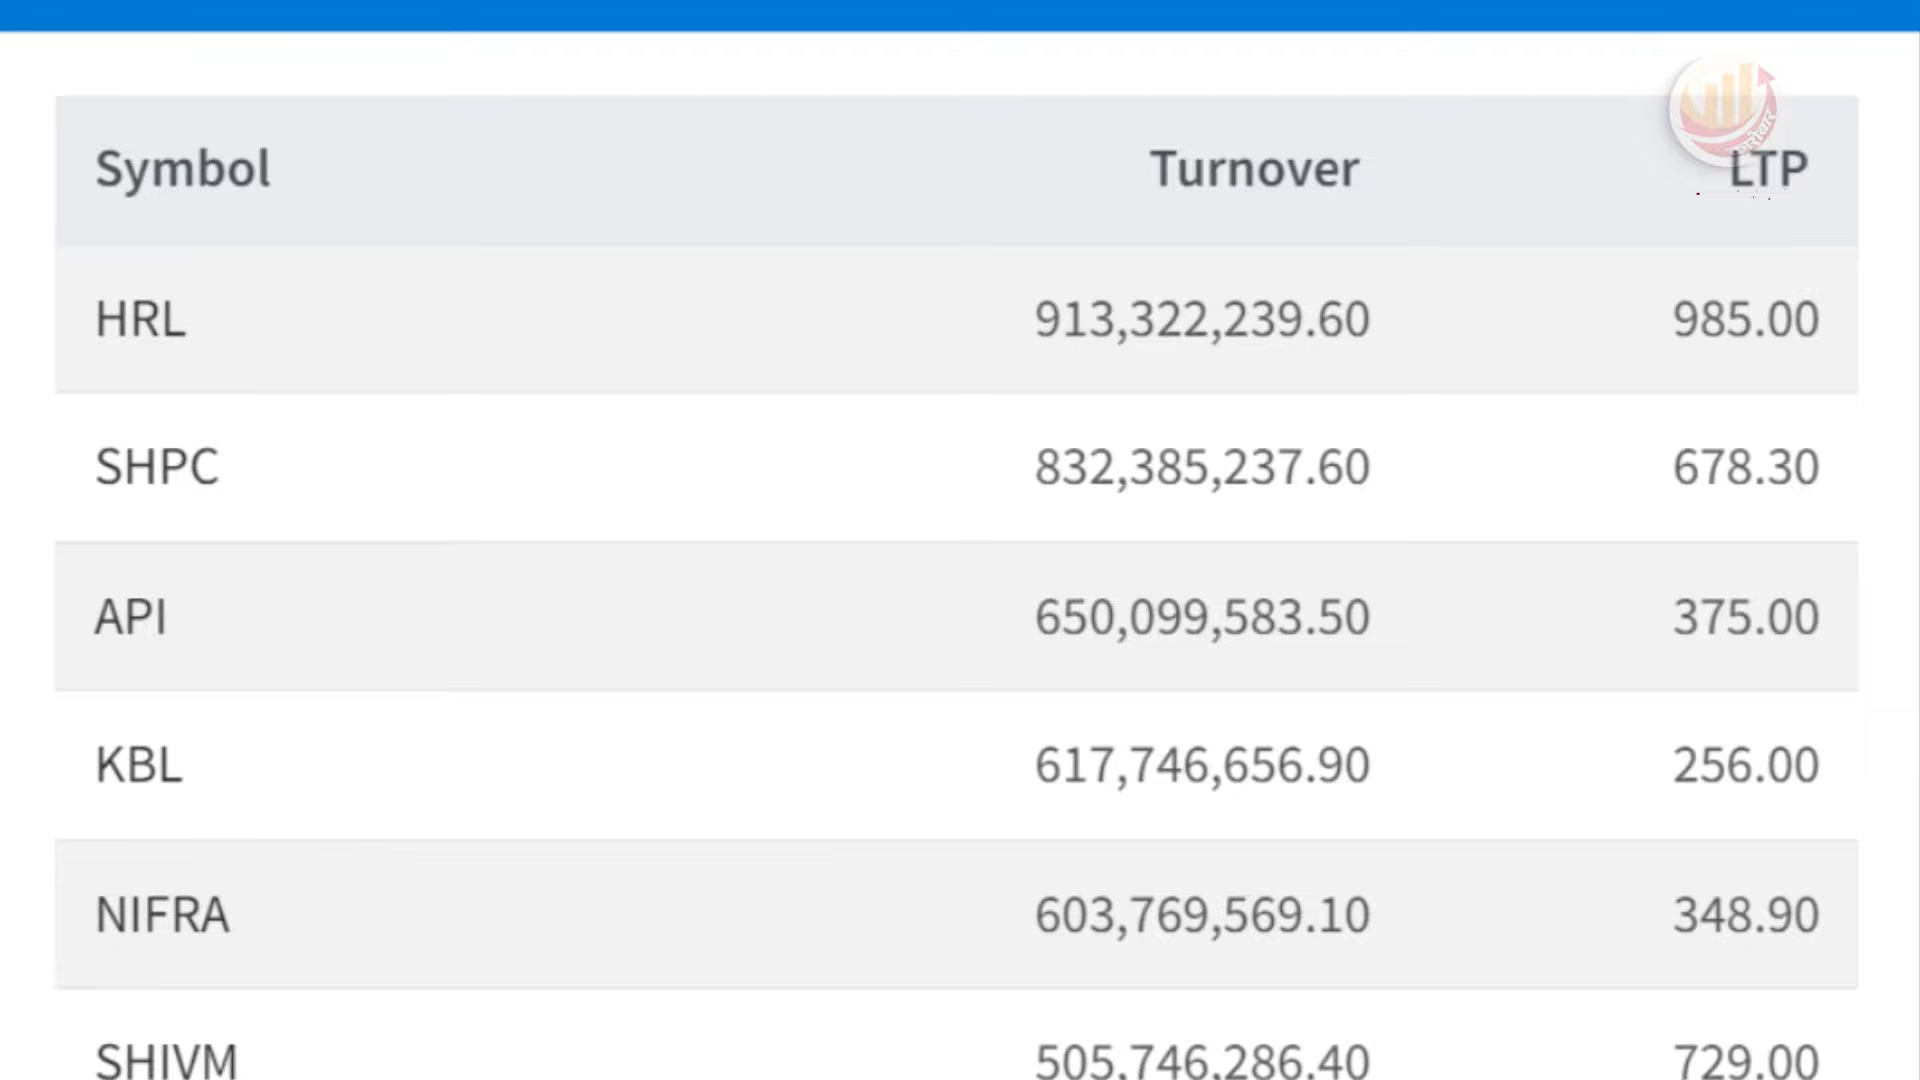 Symbol Turnover LTP
HRL 913,322,239.60 985.00
SHPC 832,385,237.60 678.30
API 650,099,583.50 375.00
KBL 617,746,656.90 256.00
NIFRA 603,769,569.10 348.90
SHIVM 505,746,286.40 729.00